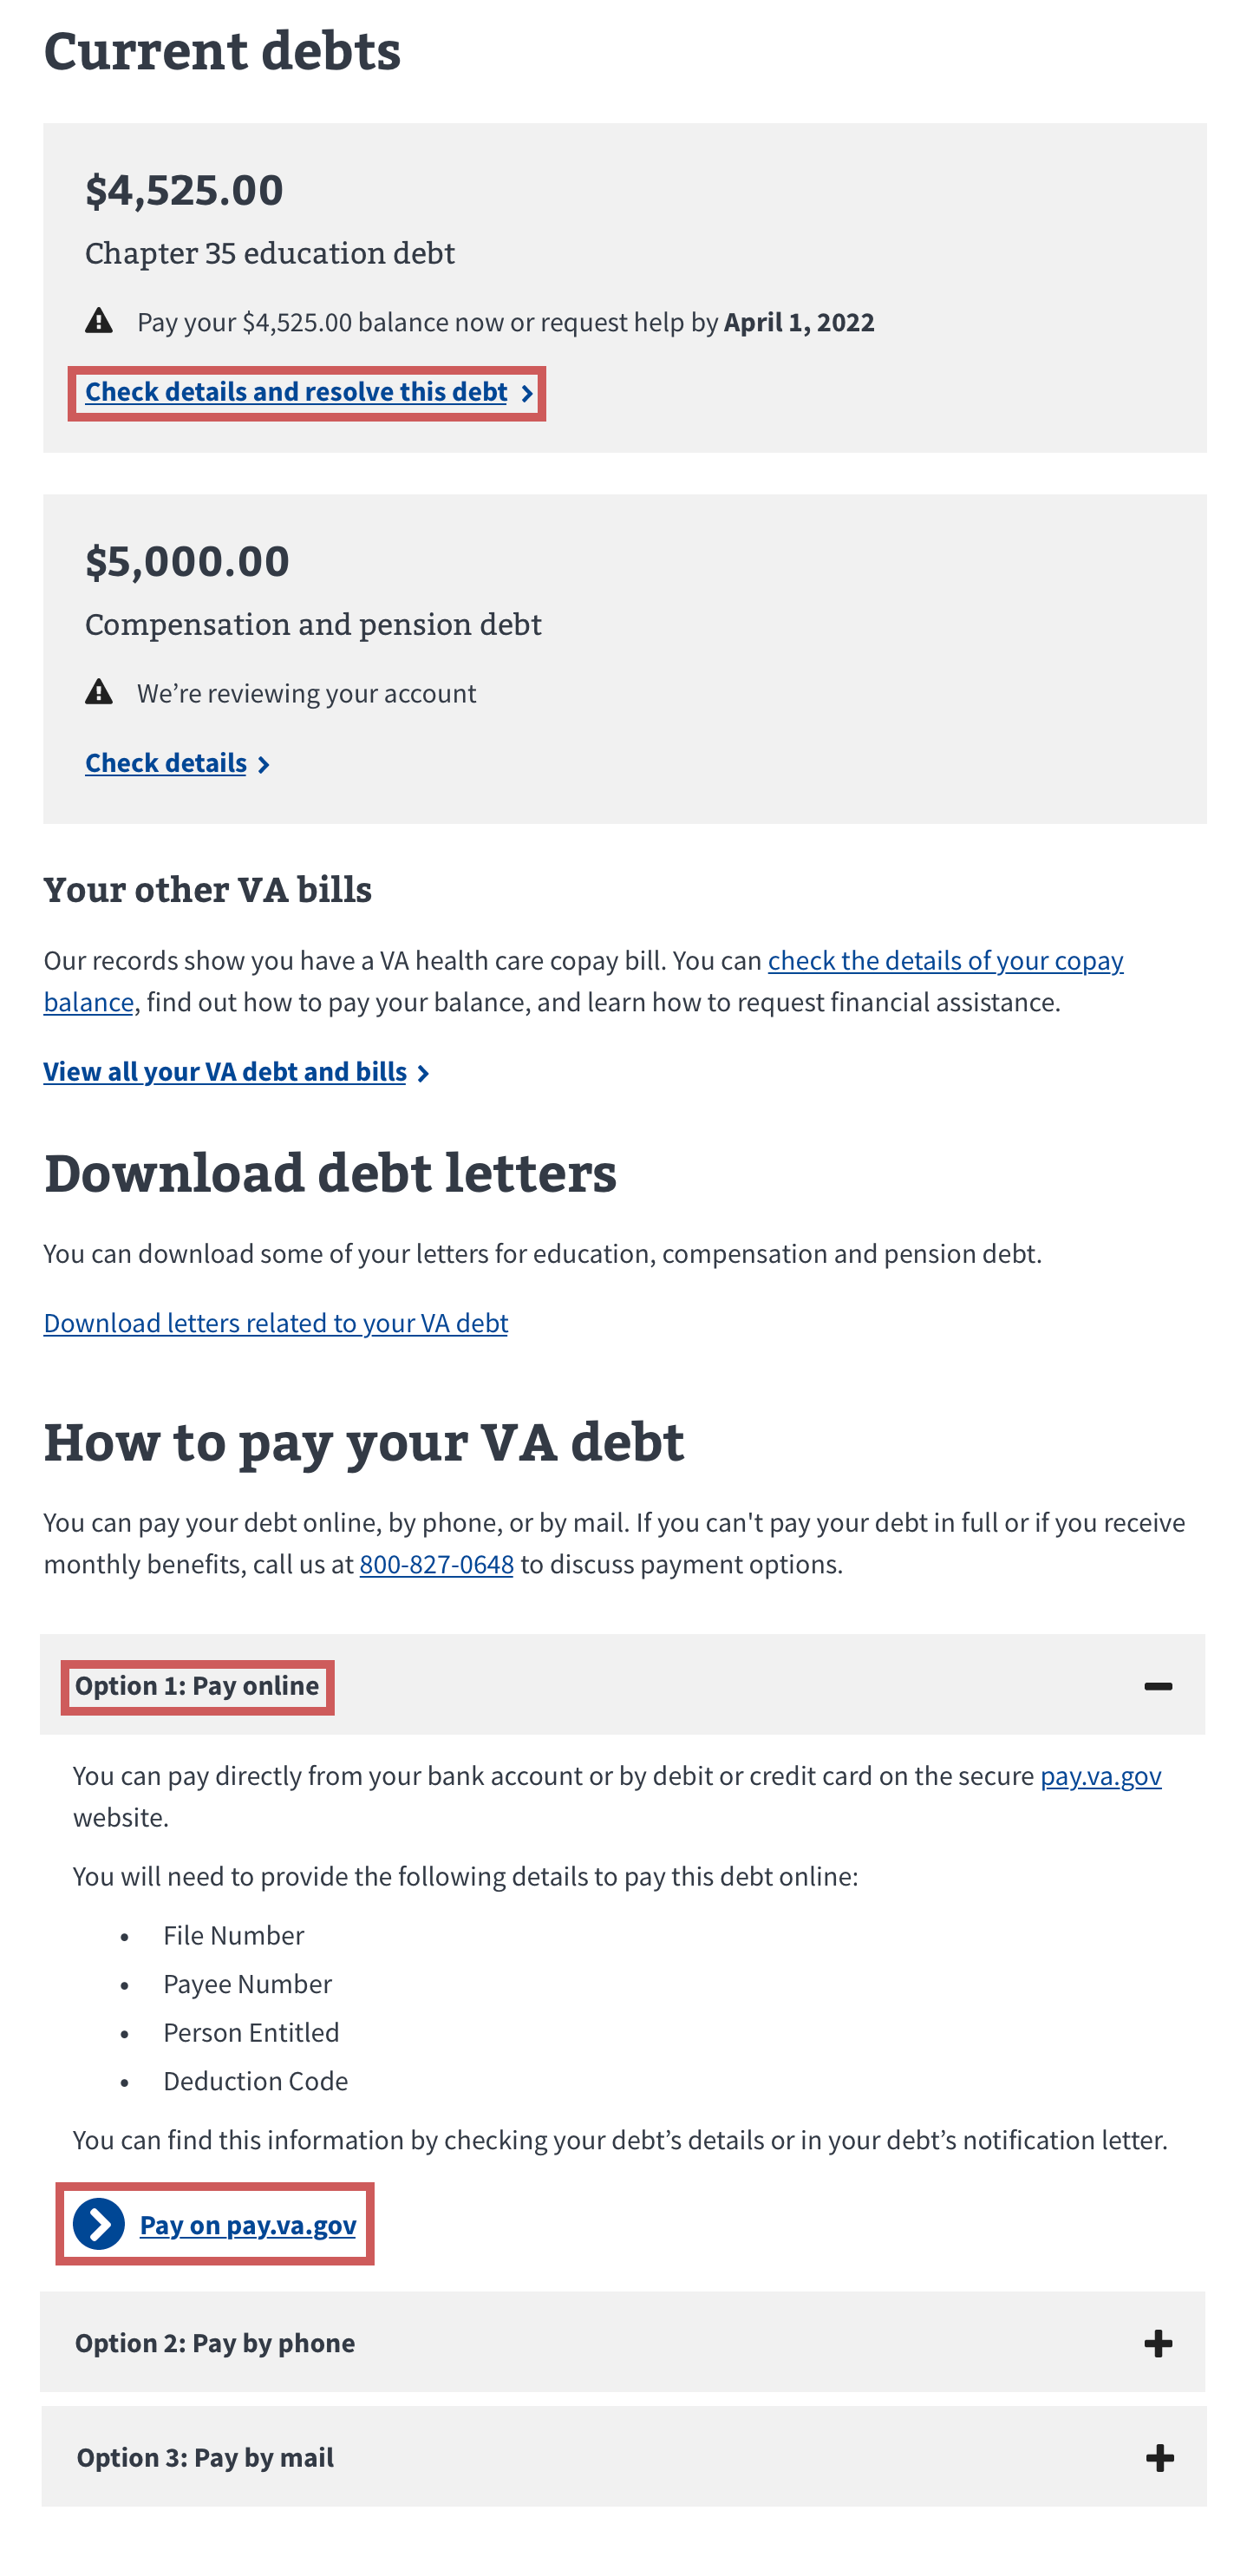 Current debts
$4,525.00
Chapter 35 education debt
Pay your $4,525.00 balance now or request help by April 1, 2022
Check details and resolve this debt
$5,000.00
Compensation and pension debt
We’re reviewing your account
Check details
Your other VA bills
Our records show you have a VA health care copay bill. You can check the details of your copay
balance, find out how to pay your balance, and learn how to request financial assistance.
View all your VA debt and bills
Download debt letters
You can download some of your letters for education, compensation and pension debt.
Download letters related to your VA debt
How to pay your VA debt
You can pay your debt online, by phone, or by mail. If you can't pay your debt in full or if you receive
monthly benefits, call us at 800-827-0648 to discuss payment options.
Option 1: Pay online
You can pay directly from your bank account or by debit or credit card on the secure pay.va.gov
website.
You will need to provide the following details to pay this debt online:
• File Number
• Payee Number
• Person Entitled
• Deduction Code
You can find this information by checking your debt’s details or in your debt’s notification letter.
Pay on pay.va.gov
Option 2: Pay by phone
Option 3: Pay by mail